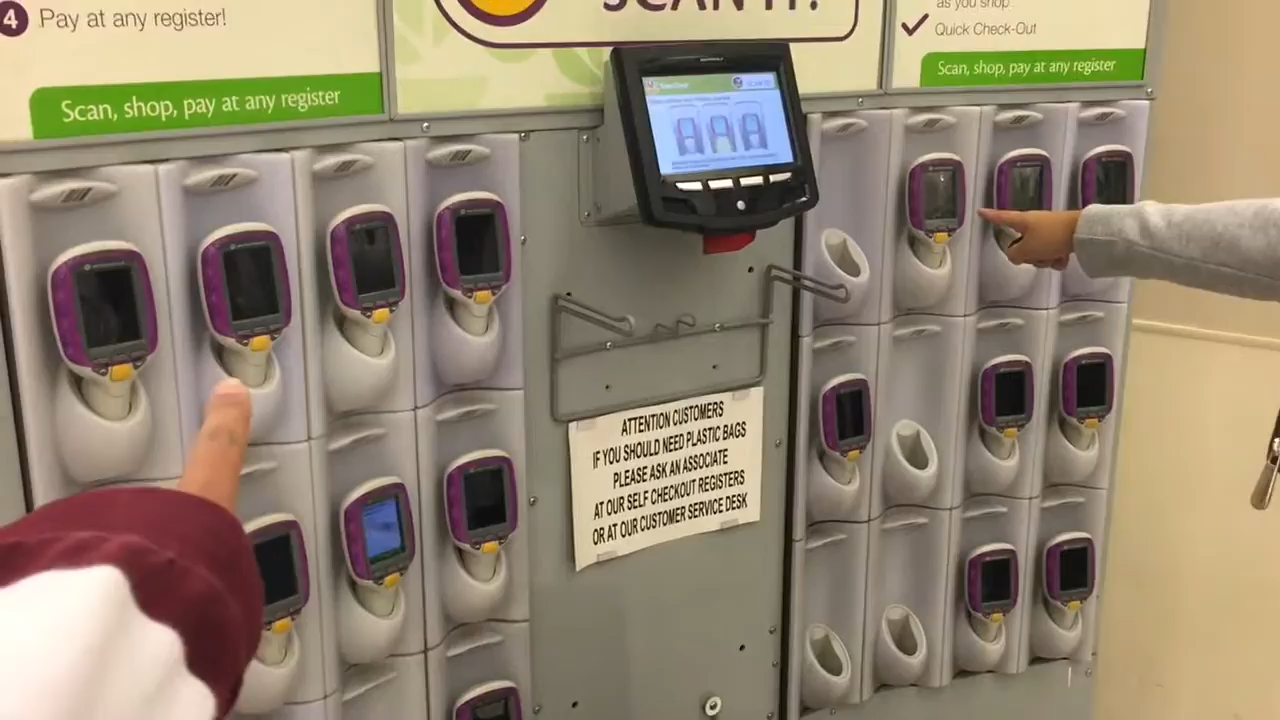 4 Pay at any register!
Scan, shop, pay at any register
SCAN IT!
as you shop
Quick Check-Out
Scan, shop, pay at any register
ATTENTION CUSTOMERS
IF YOU SHOULD NEED PLASTIC BAGS
PLEASE ASK AN ASSOCIATE
AT OUR SELF CHECKOUT REGISTERS
OR AT OUR CUSTOMER SERVICE DESK